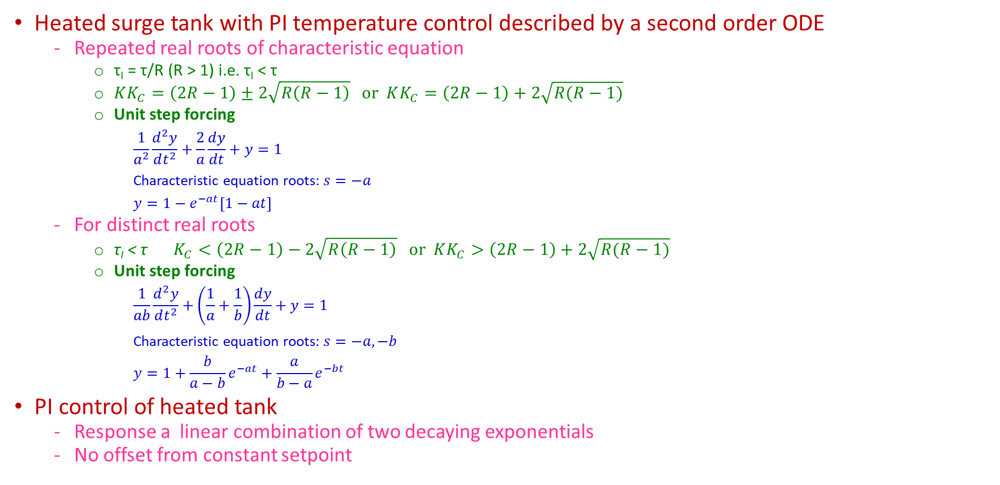 • Heated surge tank with PI temperature control described by a second order ODE
- Repeated real roots of characteristic equation
○ τ_I = τ/R (R > 1) i.e. τ_I < τ
○ $KK_C = (2R - 1) \pm 2\sqrt{R(R - 1)}$ or $KK_C = (2R - 1) + 2\sqrt{R(R - 1)}$
○ Unit step forcing
$\frac{1}{a^2}\frac{d^2y}{dt^2} + \frac{2}{a}\frac{dy}{dt} + y = 1$
Characteristic equation roots: $s = -a$
$y = 1 - e^{-at}[1 - at]$
- For distinct real roots
○ τ_I < τ $K_C < (2R - 1) - 2\sqrt{R(R - 1)}$ or $KK_C > (2R - 1) + 2\sqrt{R(R - 1)}$
○ Unit step forcing
$\frac{1}{ab}\frac{d^2y}{dt^2} + \left(\frac{1}{a} + \frac{1}{b}\right)\frac{dy}{dt} + y = 1$
Characteristic equation roots: $s = -a, -b$
$y = 1 + \frac{b}{a - b}e^{-at} + \frac{a}{b - a}e^{-bt}$
• PI control of heated tank
- Response a linear combination of two decaying exponentials
- No offset from constant setpoint